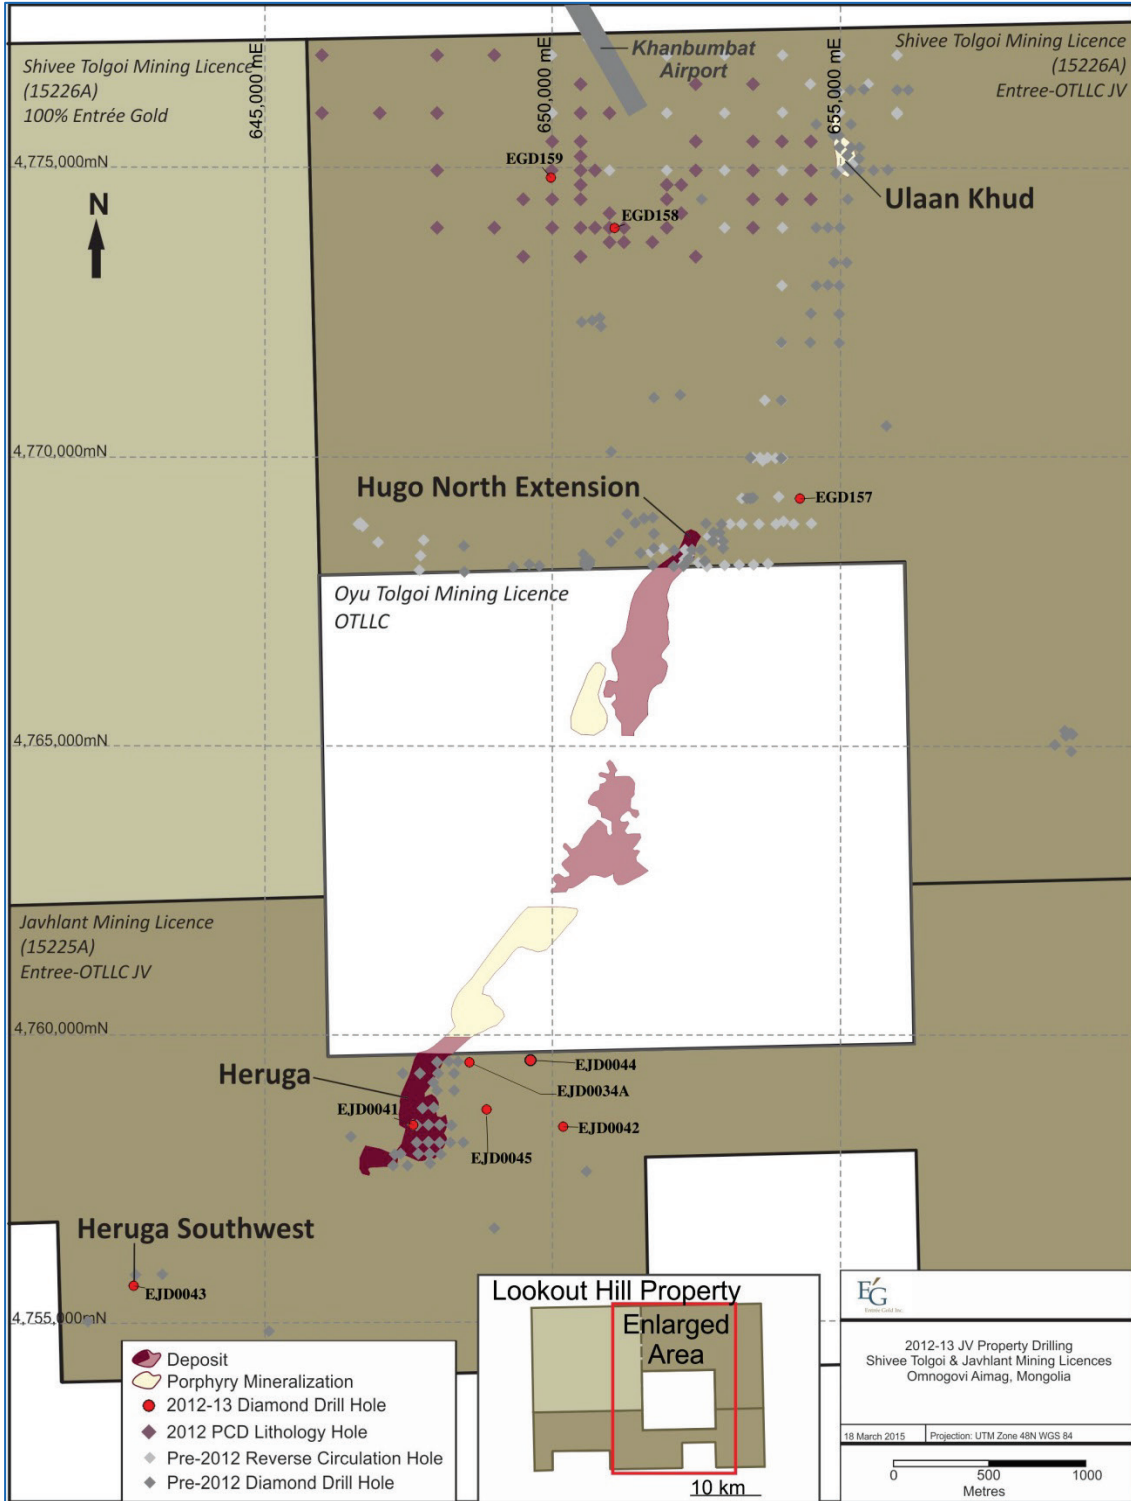 Shivee Tolgoi Mining Licence
(15226A)
100% Entrée Gold
645,000 mE
650,000 mE
655,000 mE
Khanbumbat
Airport
Shivee Tolgoi Mining Licence
(15226A)
Entree-OTLLC JV
4,775,000mN
EGD159
EGD158
Ulaan Khud
N
4,770,000mN
Hugo North Extension
EGD157
Oyu Tolgoi Mining Licence
OTLLC
4,765,000mN
Javhlant Mining Licence
(15225A)
Entree-OTLLC JV
4,760,000mN
Heruga
EJD0044
EJD0034A
EJD0041
EJD0042
EJD0045
Heruga Southwest
EJD0043
4,755,000mN
Deposit
Porphyry Mineralization
2012-13 Diamond Drill Hole
2012 PCD Lithology Hole
Pre-2012 Reverse Circulation Hole
Pre-2012 Diamond Drill Hole
Lookout Hill Property
Enlarged
Area
10 km
EG
Entrée Gold Inc.
2012-13 JV Property Drilling
Shivee Tolgoi & Javhlant Mining Licences
Omnogovi Aimag, Mongolia
18 March 2015
Projection: UTM Zone 48N WGS 84
0 500 1000
Metres